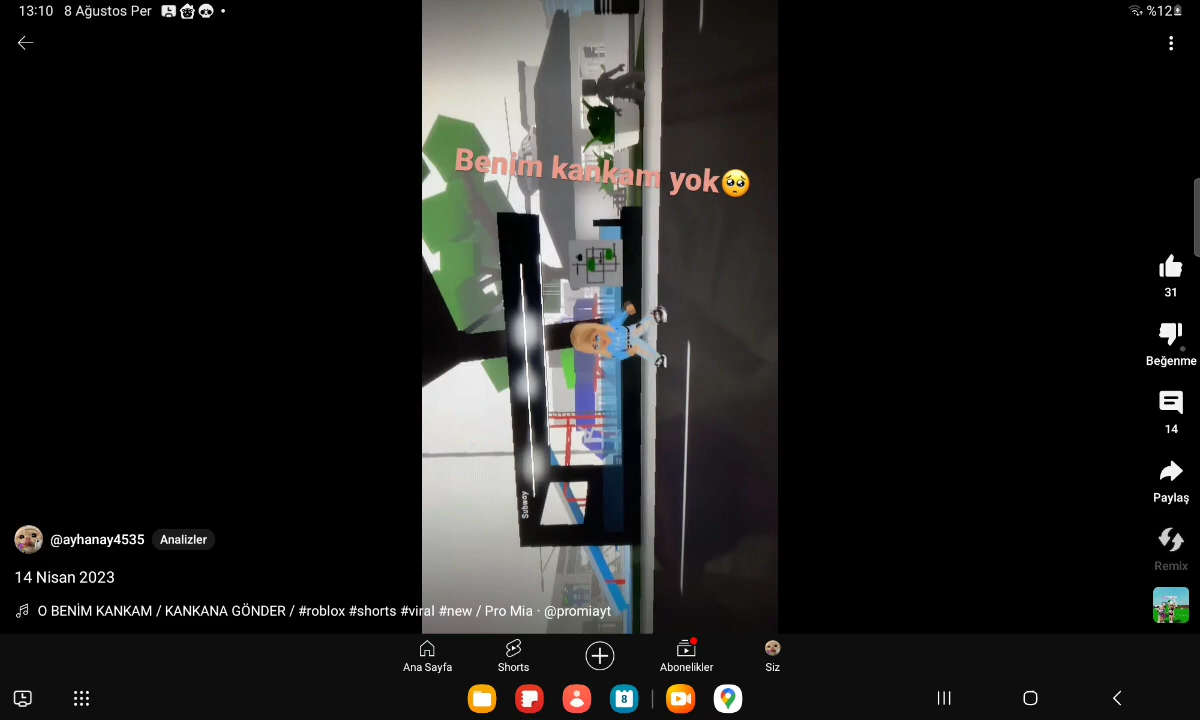 13:10 8 Ağustos Per
%12
Benim kankam yok🥺
Subway
31
Beğenme
14
Paylaş
Remix
@ayhanay4535 Analizler
14 Nisan 2023
O BENİM KANKAM / KANKANA GÖNDER / #roblox #shorts #viral #new / Pro Mia · @promiayt
Ana Sayfa Shorts Abonelikler Siz
8